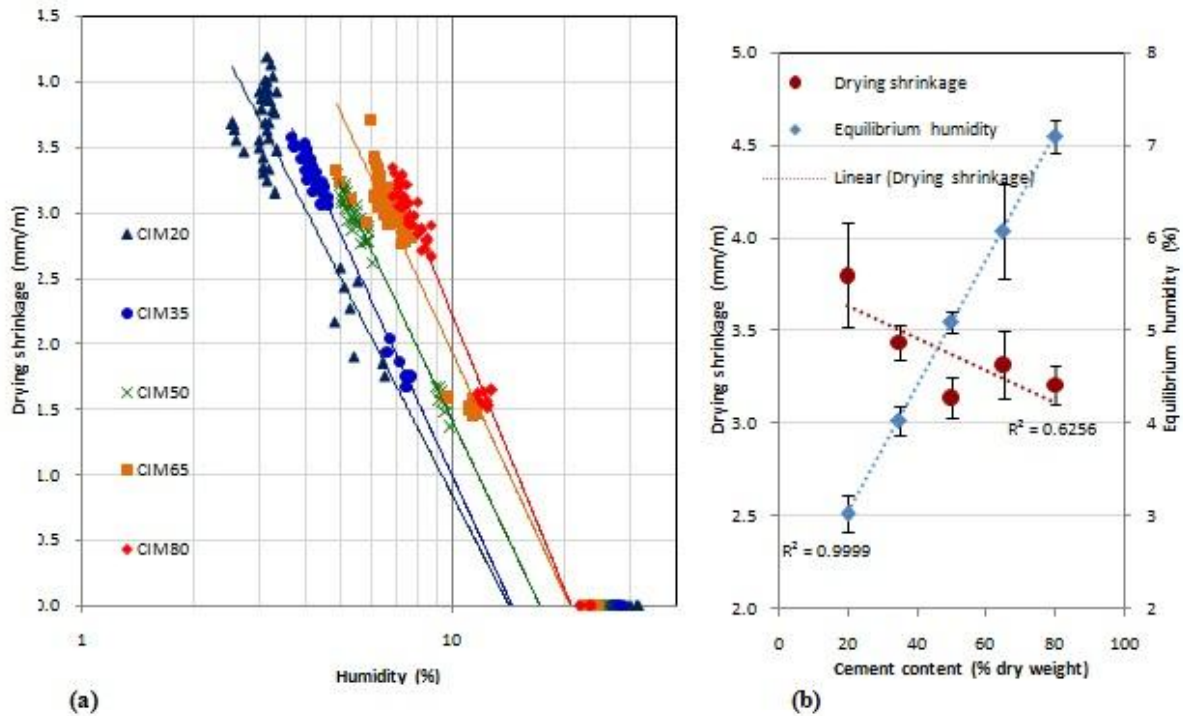 4.5
4.0
3.5
3.0
2.5
2.0
1.5
1.0
0.5
0.0
Drying shrinkage (mm/m)
CIM20
CIM35
CIM50
CIM65
CIM80
1
10
Humidity (%)
(a)
5.0
4.5
4.0
3.5
3.0
2.5
2.0
Drying shrinkage (mm/m)
Drying shrinkage
Equilibrium humidity
Linear (Drying shrinkage)
R² = 0.6256
R² = 0.9999
8
7
6
5
4
3
2
Equilibrium humidity (%)
0
20
40
60
80
100
Cement content (% dry weight)
(b)